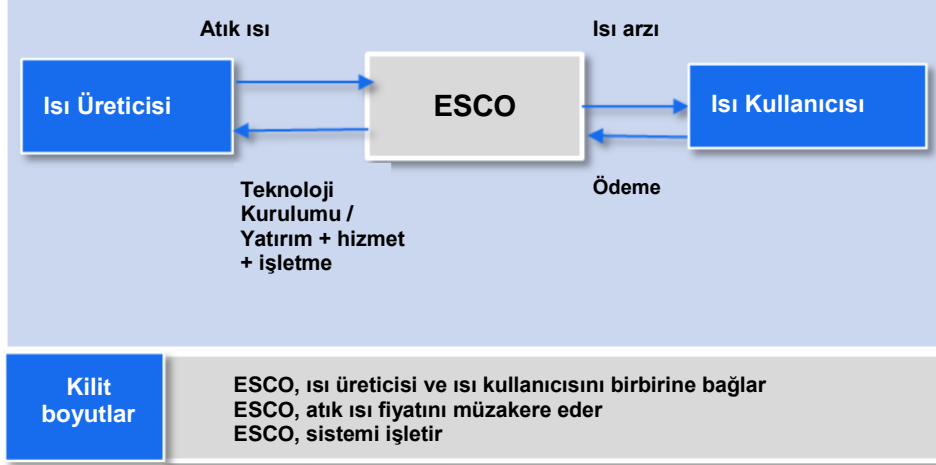 Atık ısı
Isı arzı
Isı Üreticisi
ESCO
Isı Kullanıcısı
Teknoloji
Kurulumu /
Yatırım + hizmet
+ işletme
Ödeme
Kilit
boyutlar
ESCO, ısı üreticisi ve ısı kullanıcısını birbirine bağlar
ESCO, atık ısı fiyatını müzakere eder
ESCO, sistemi işletir